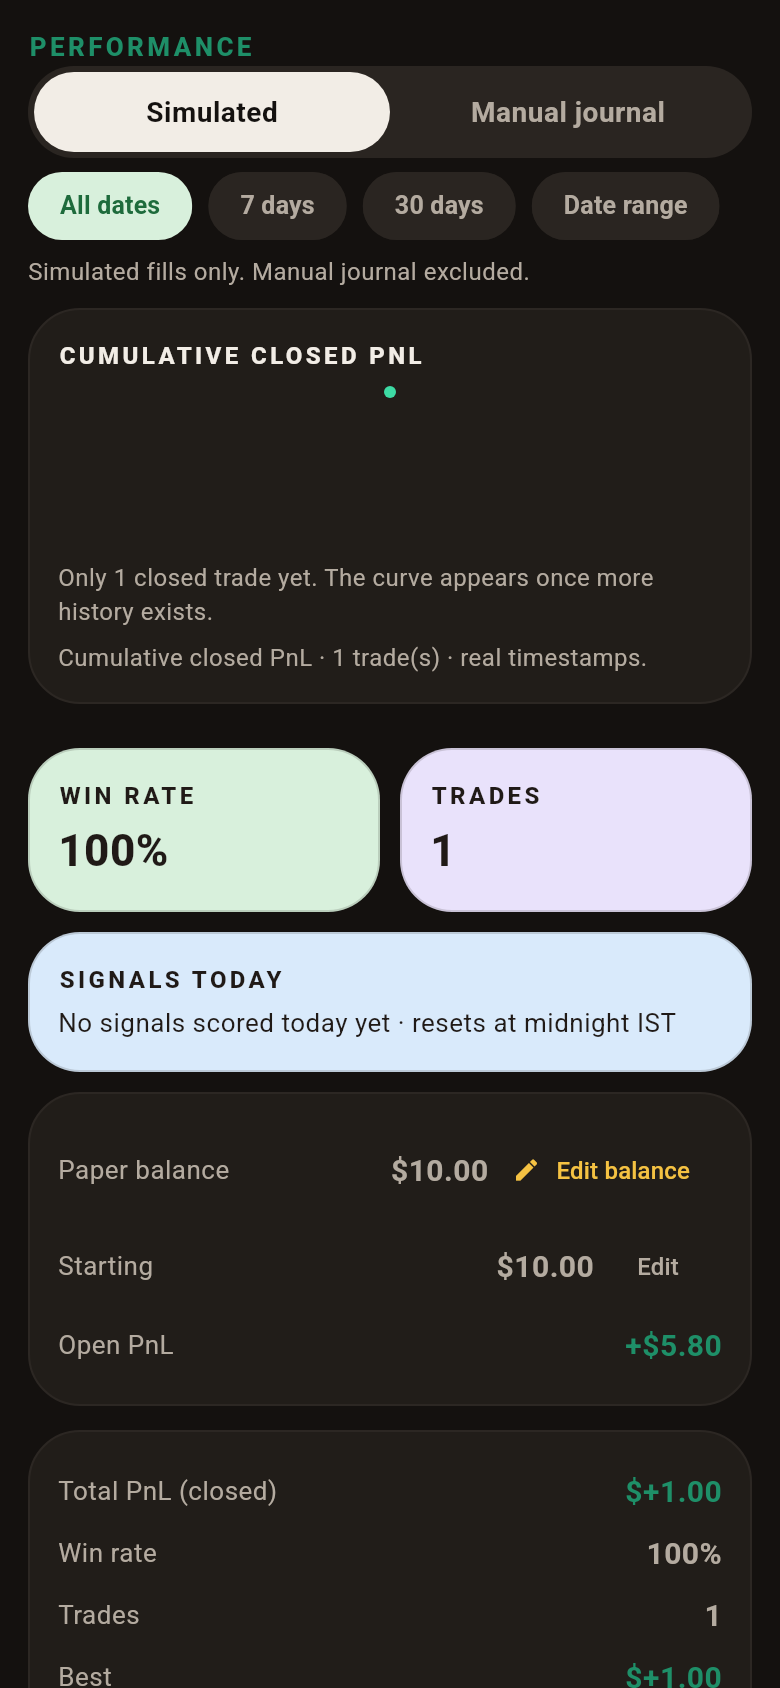 PERFORMANCE
Simulated
Manual journal
All dates
7 days
30 days
Date range
Simulated fills only. Manual journal excluded.
CUMULATIVE CLOSED PNL
Only 1 closed trade yet. The curve appears once more
history exists.
Cumulative closed PnL · 1 trade(s) · real timestamps.
WIN RATE
100%
TRADES
1
SIGNALS TODAY
No signals scored today yet · resets at midnight IST
Paper balance $10.00 Edit balance
Starting $10.00 Edit
Open PnL +$5.80
Total PnL (closed) $+1.00
Win rate 100%
Trades 1
Best $+1.00